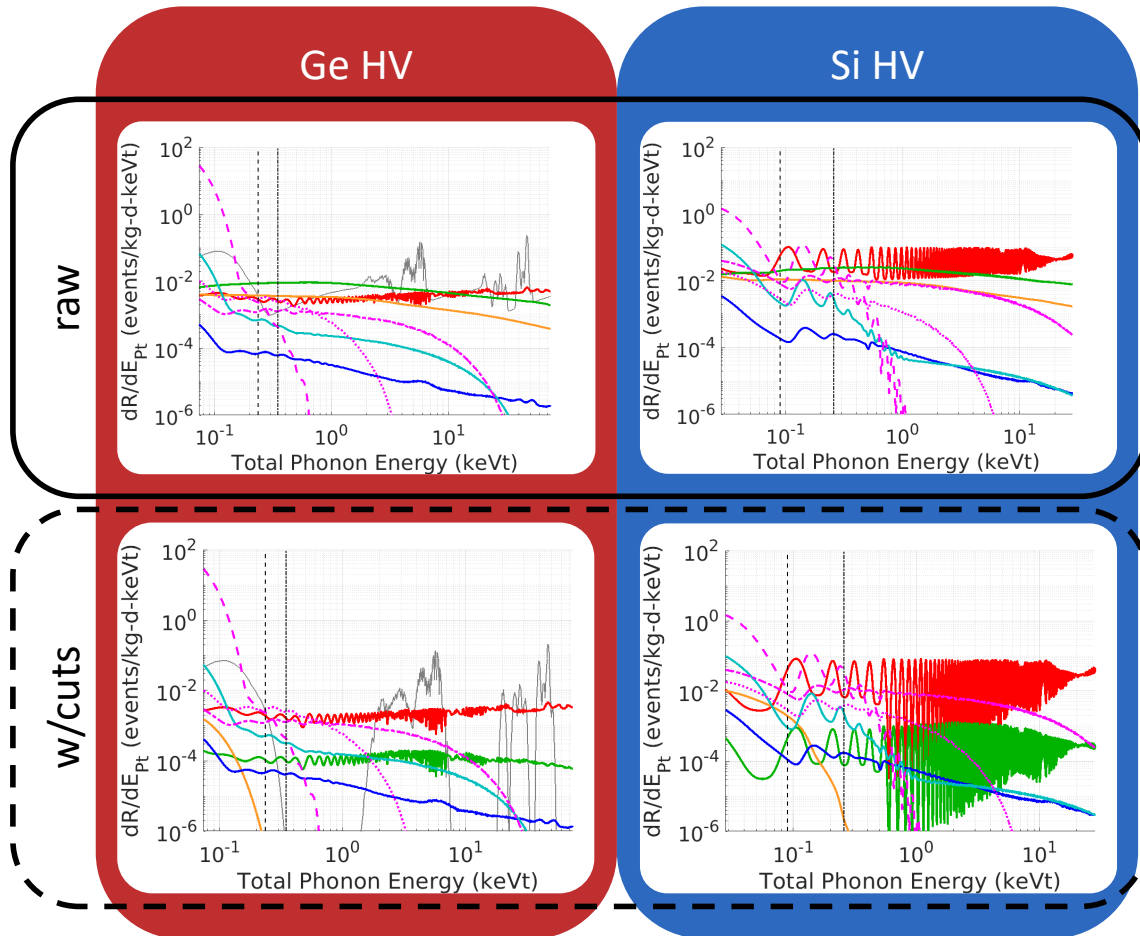 Ge HV
Si HV
raw
dR/dE_Pt (events/kg-d-keVt)
10^2
10^0
10^-2
10^-4
10^-6
10^-1
10^0
10^1
Total Phonon Energy (keVt)
dR/dE_Pt (events/kg-d-keVt)
10^2
10^0
10^-2
10^-4
10^-6
10^-1
10^0
10^1
Total Phonon Energy (keVt)
w/cuts
dR/dE_Pt (events/kg-d-keVt)
10^2
10^0
10^-2
10^-4
10^-6
10^-1
10^0
10^1
Total Phonon Energy (keVt)
dR/dE_Pt (events/kg-d-keVt)
10^2
10^0
10^-2
10^-4
10^-6
10^-1
10^0
10^1
Total Phonon Energy (keVt)